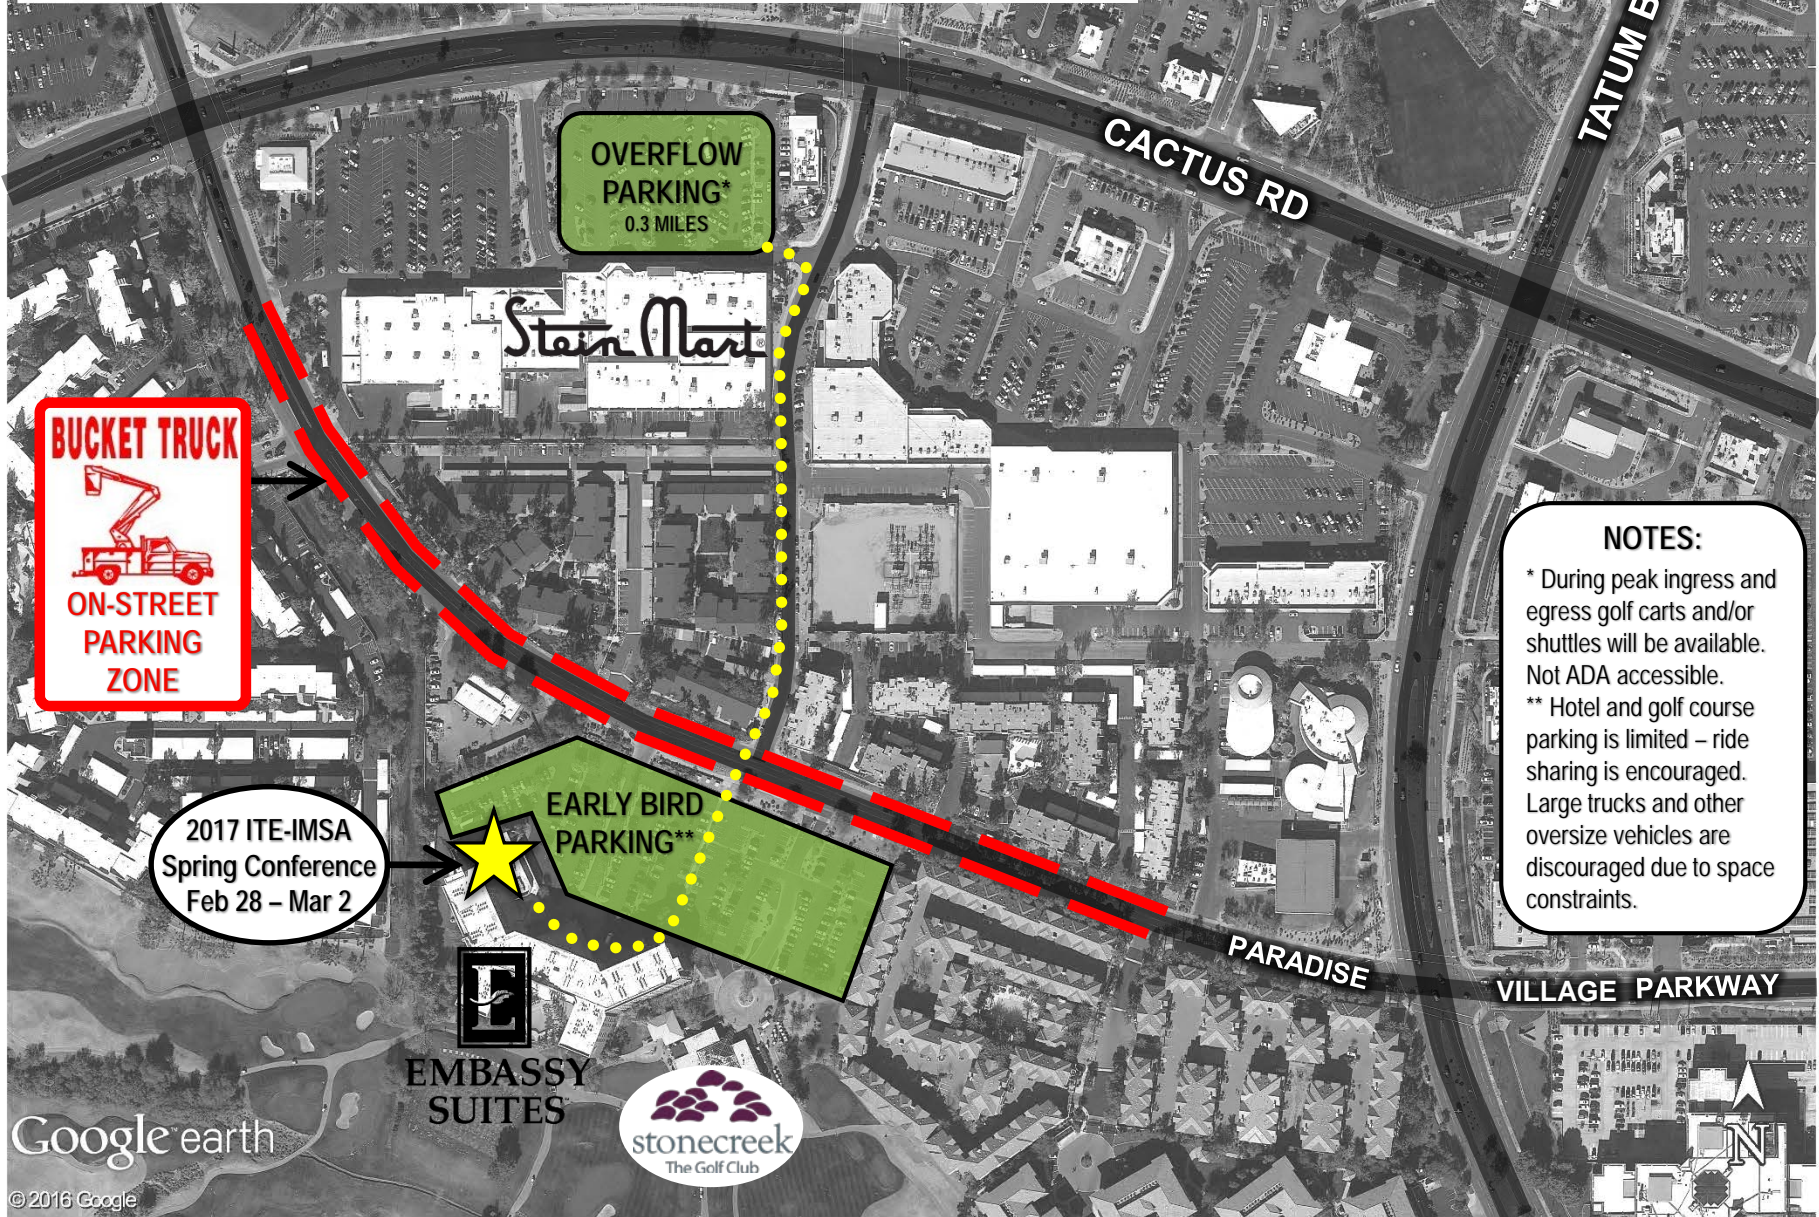 TATUM B
CACTUS RD
OVERFLOW
PARKING*
0.3 MILES
Stein Mart®
BUCKET TRUCK
ON-STREET
PARKING
ZONE
NOTES:
* During peak ingress and
egress golf carts and/or
shuttles will be available.
Not ADA accessible.
** Hotel and golf course
parking is limited – ride
sharing is encouraged.
Large trucks and other
oversize vehicles are
discouraged due to space
constraints.
EARLY BIRD
PARKING**
2017 ITE-IMSA
Spring Conference
Feb 28 – Mar 2
PARADISE
VILLAGE PARKWAY
E
EMBASSY
SUITES
stonecreek
The Golf Club
Google™ earth
© 2016 Google
N